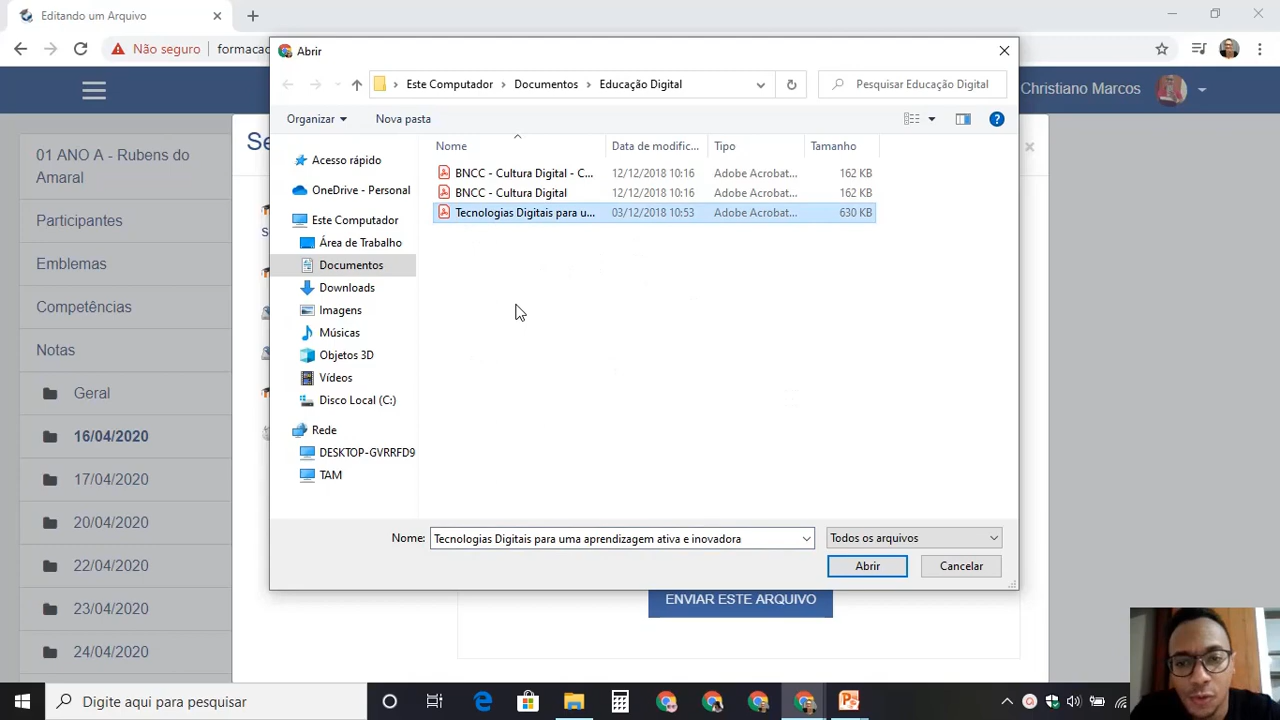 Editando um Arquivo
Não seguro
formacao
Christiano Marcos
01 ANO A - Rubens do
Amaral
Participantes
Emblemas
Competências
Notas
Geral
16/04/2020
17/04/2020
20/04/2020
22/04/2020
23/04/2020
24/04/2020
Se
Abrir
Este Computador
Documentos
Educação Digital
Pesquisar Educação Digital
Organizar
Nova pasta
Nome
Data de modific...
Tipo
Tamanho
BNCC - Cultura Digital - C...
12/12/2018 10:16
Adobe Acrobat...
162 KB
BNCC - Cultura Digital
12/12/2018 10:16
Adobe Acrobat...
162 KB
Tecnologias Digitais para u...
03/12/2018 10:53
Adobe Acrobat...
630 KB
Acesso rápido
OneDrive - Personal
Este Computador
Área de Trabalho
Documentos
Downloads
Imagens
Músicas
Objetos 3D
Vídeos
Disco Local (C:)
Rede
DESKTOP-GVRRFD9
TAM
Nome:
Tecnologias Digitais para uma aprendizagem ativa e inovadora
Todos os arquivos
Abrir
Cancelar
ENVIAR ESTE ARQUIVO
Digite aqui para pesquisar